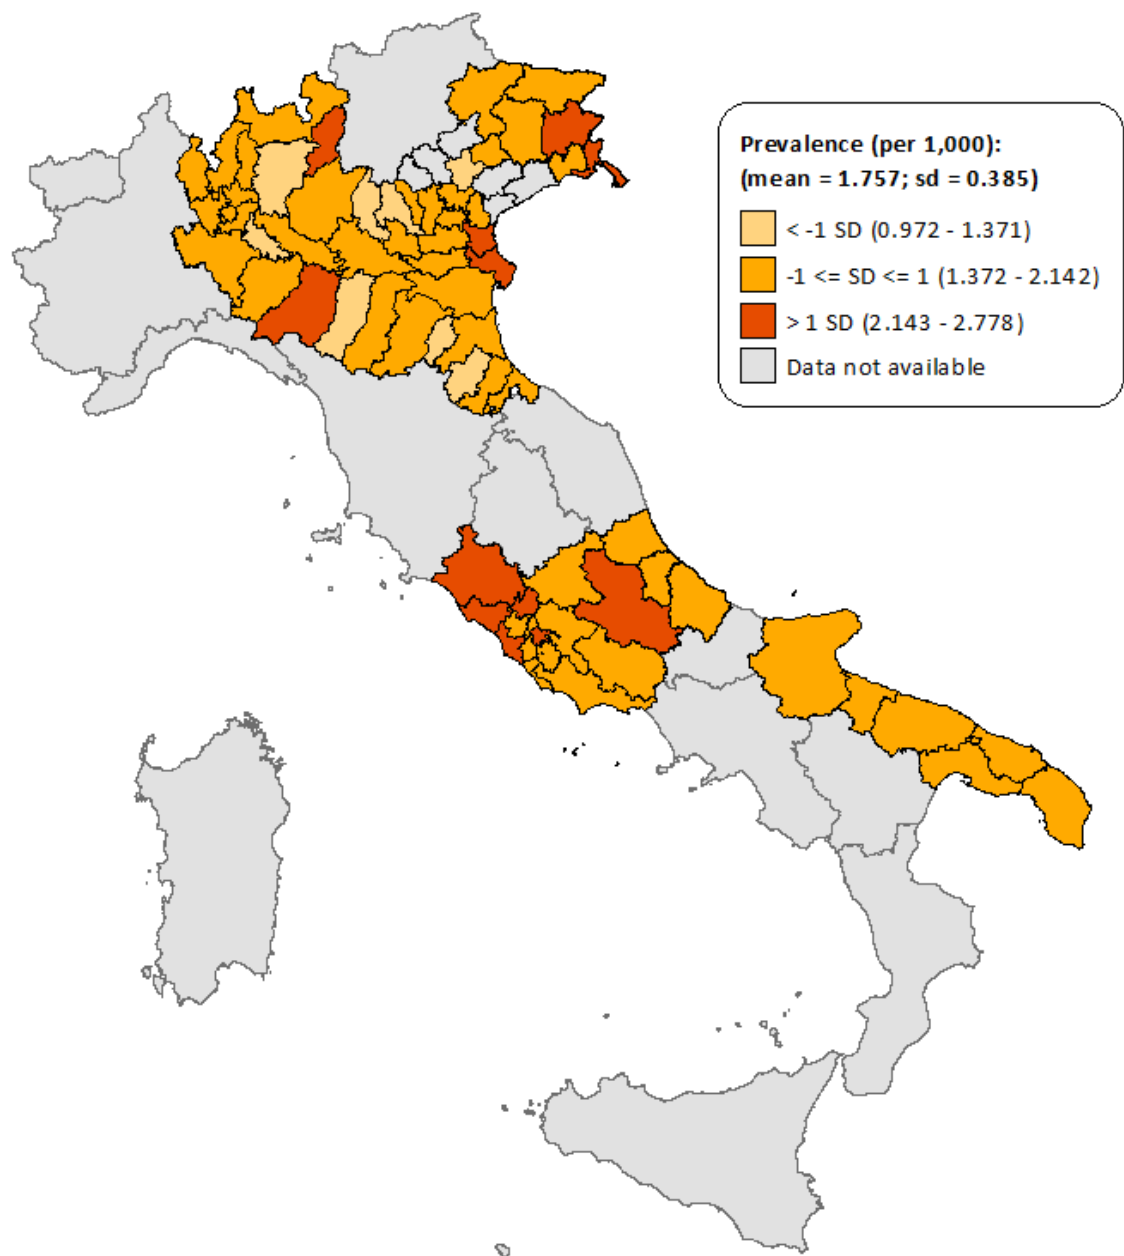 Prevalence (per 1,000):
(mean = 1.757; sd = 0.385)
< -1 SD (0.972 - 1.371)
-1 <= SD <= 1 (1.372 - 2.142)
> 1 SD (2.143 - 2.778)
Data not available